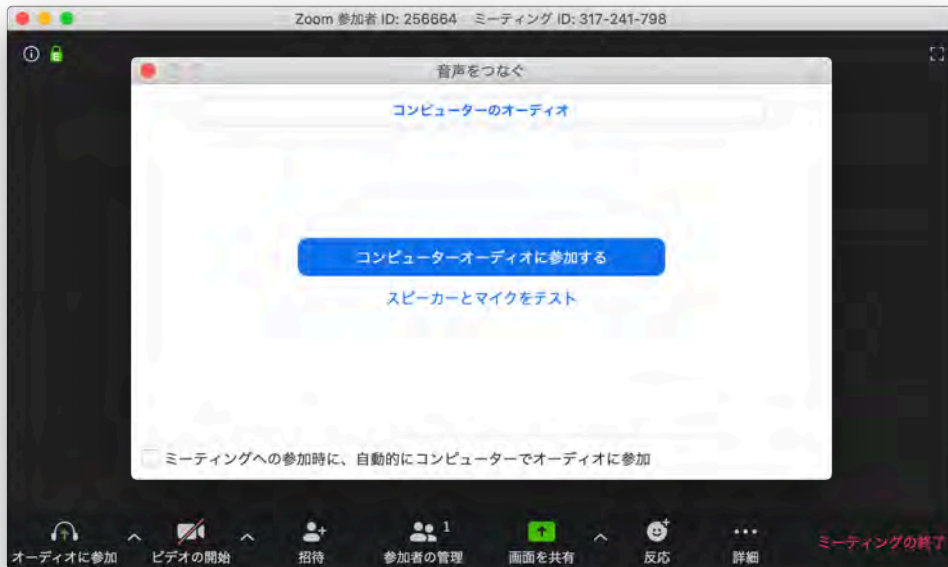 Zoom 参加者 ID: 256664 ミーティング ID: 317-241-798
音声をつなぐ
コンピューターのオーディオ
コンピューターオーディオに参加する
スピーカーとマイクをテスト
ミーティングへの参加時に、自動的にコンピューターでオーディオに参加
1
オーディオに参加 ビデオの開始 招待 参加者の管理 画面を共有 反応 詳細 ミーティングの終了